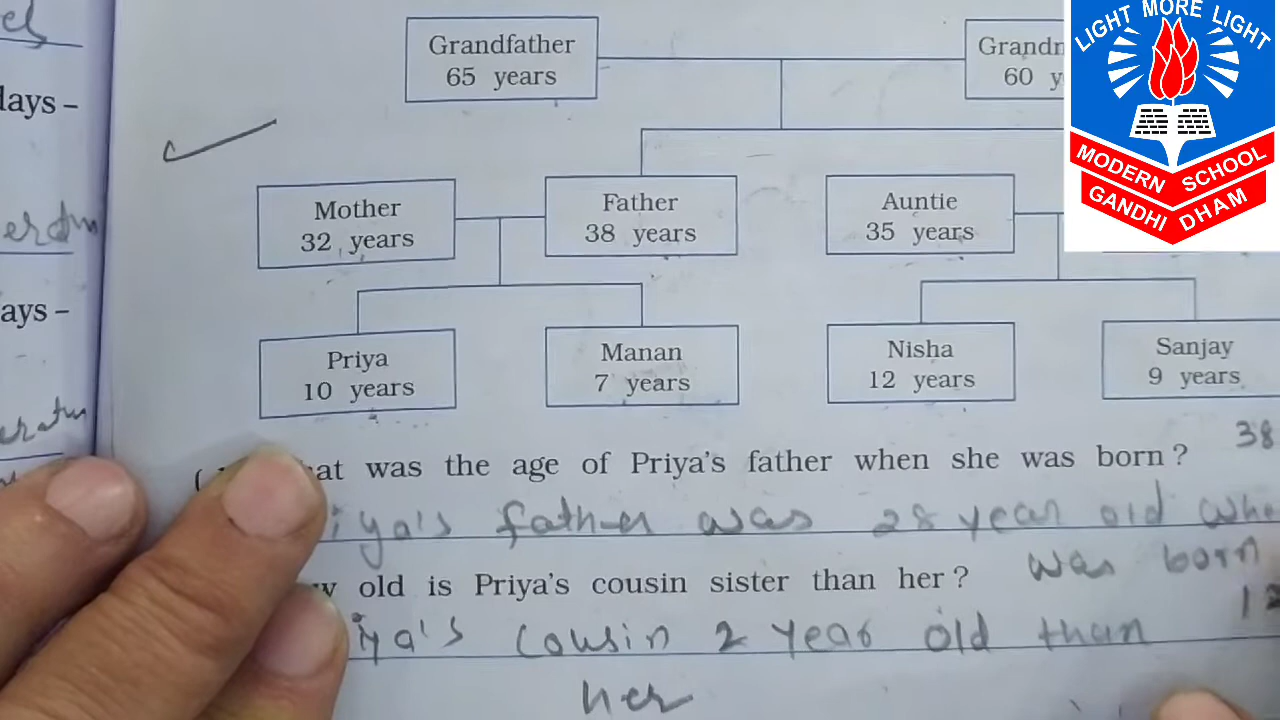 Grandfather
65 years
60
LIGHT MORE LIGHT
MODERN SCHOOL
GANDHI DHAM
days –
Mother
32 years
Father
38 years
Auntie
35 years
ays –
Priya
10 years
Manan
7 years
Nisha
12 years
Sanjay
9 years
38
was the age of Priya's father when she was born?
iya's father was 28 year old whe
was born
old is Priya's cousin sister than her?
12
iya's cousin 2 year old than
her